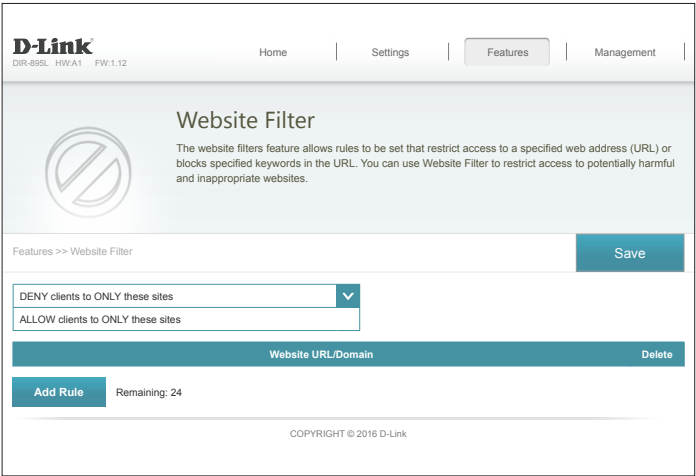 D-Link
DIR-895L HW:A1 FW:1.12
Home
Settings
Features
Management
Website Filter
The website filters feature allows rules to be set that restrict access to a specified web address (URL) or
blocks specified keywords in the URL. You can use Website Filter to restrict access to potentially harmful
and inappropriate websites.
Features >> Website Filter
Save
DENY clients to ONLY these sites
ALLOW clients to ONLY these sites
Website URL/Domain
Delete
Add Rule
Remaining: 24
COPYRIGHT © 2016 D-Link